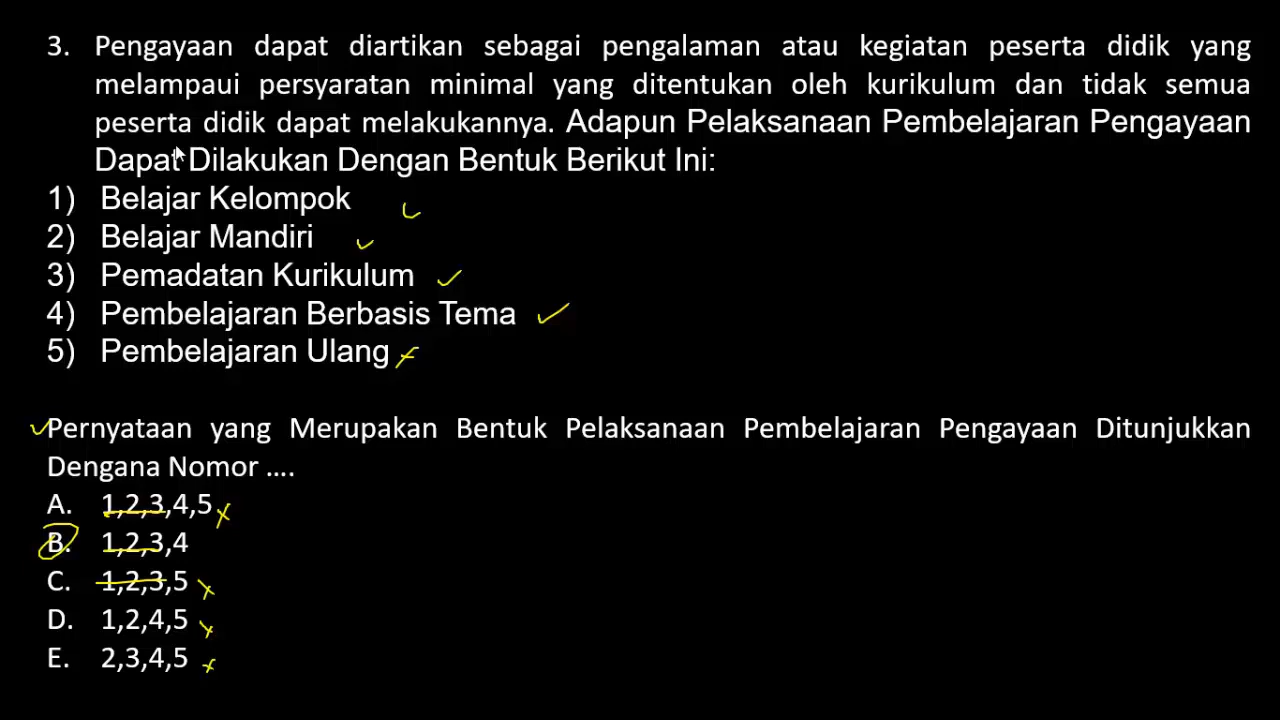 3. Pengayaan dapat diartikan sebagai pengalaman atau kegiatan peserta didik yang
melampaui persyaratan minimal yang ditentukan oleh kurikulum dan tidak semua
peserta didik dapat melakukannya. Adapun Pelaksanaan Pembelajaran Pengayaan
Dapat Dilakukan Dengan Bentuk Berikut Ini:
1) Belajar Kelompok
2) Belajar Mandiri
3) Pemadatan Kurikulum
4) Pembelajaran Berbasis Tema
5) Pembelajaran Ulang
Pernyataan yang Merupakan Bentuk Pelaksanaan Pembelajaran Pengayaan Ditunjukkan
Dengana Nomor ....
A. 1,2,3,4,5
B. 1,2,3,4
C. 1,2,3,5
D. 1,2,4,5
E. 2,3,4,5